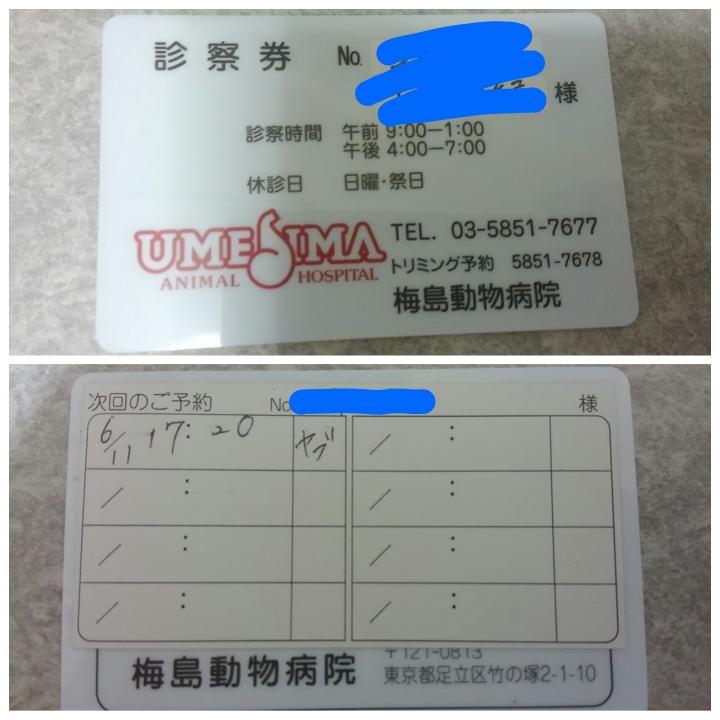 診察券 No.
様
診察時間 午前 9:00－1:00
午後 4:00－7:00
休診日 日曜・祭日
UMEJIMA
ANIMAL HOSPITAL
TEL. 03-5851-7677
トリミング予約 5851-7678
梅島動物病院
次回のご予約 No 様
6/11 17:20 ヤブ / :
/ : / :
/ : / :
/ : / :
梅島動物病院
〒121-0813
東京都足立区竹の塚2-1-10